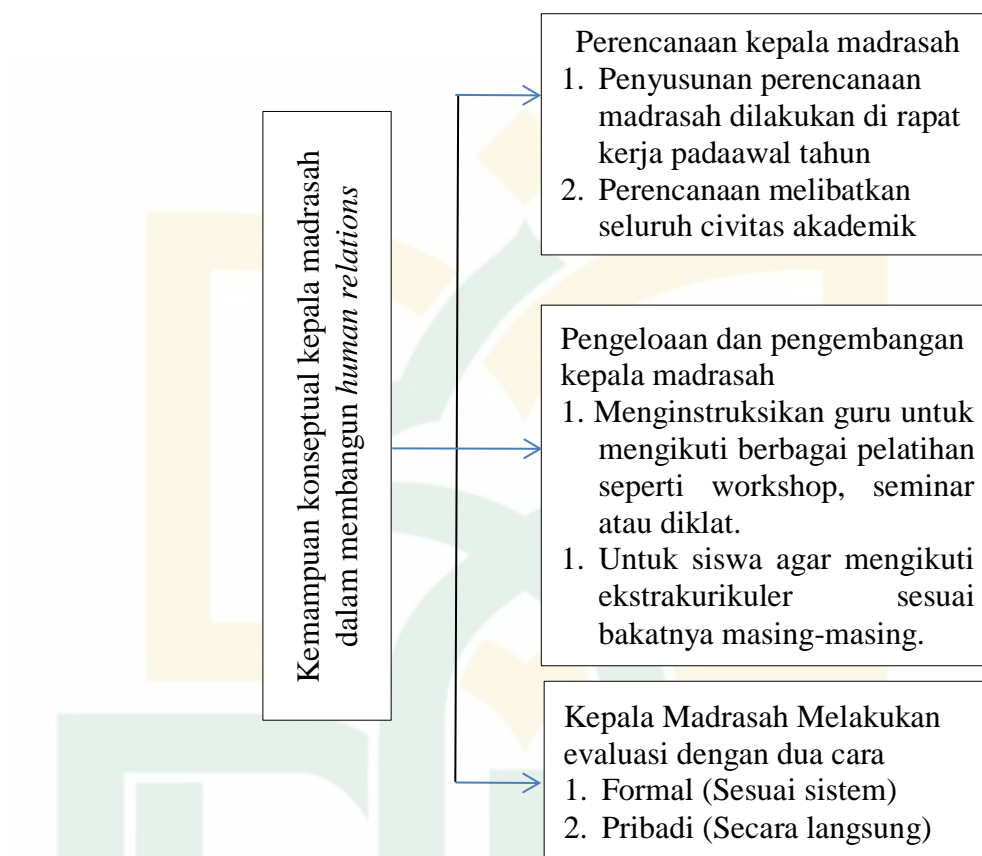 Kemampuan konseptual kepala madrasah
dalam membangun human relations
Perencanaan kepala madrasah
1. Penyusunan perencanaan
madrasah dilakukan di rapat
kerja padaawal tahun
2. Perencanaan melibatkan
seluruh civitas akademik
Pengeloaan dan pengembangan
kepala madrasah
1. Menginstruksikan guru untuk
mengikuti berbagai pelatihan
seperti workshop, seminar
atau diklat.
1. Untuk siswa agar mengikuti
ekstrakurikuler sesuai
bakatnya masing-masing.
Kepala Madrasah Melakukan
evaluasi dengan dua cara
1. Formal (Sesuai sistem)
2. Pribadi (Secara langsung)